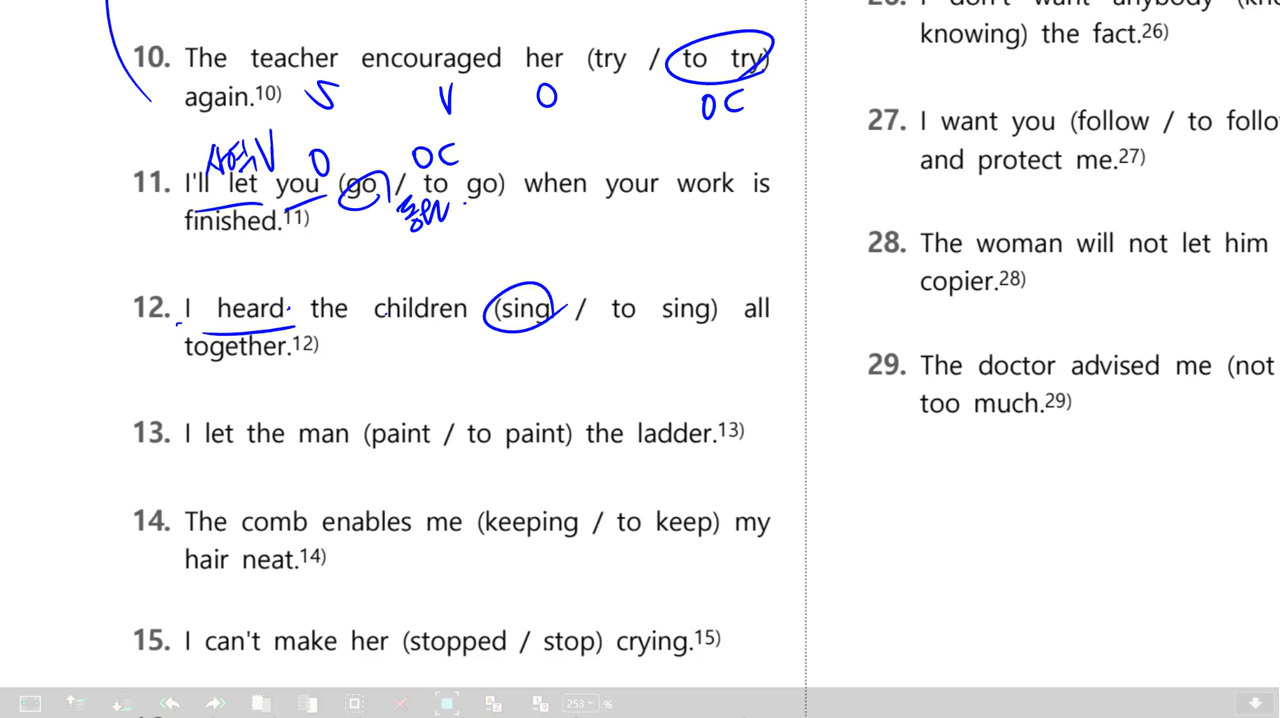 10. The teacher encouraged her (try / to try)
again.10)
S V O OC
사역V O OC
11. I'll let you (go / to go) when your work is
finished.11)
동원
12. I heard the children (sing / to sing) all
together.12)
13. I let the man (paint / to paint) the ladder.13)
14. The comb enables me (keeping / to keep) my
hair neat.14)
15. I can't make her (stopped / stop) crying.15)
knowing) the fact.26)
27. I want you (follow / to follo
and protect me.27)
28. The woman will not let him
copier.28)
29. The doctor advised me (not
too much.29)
253 %